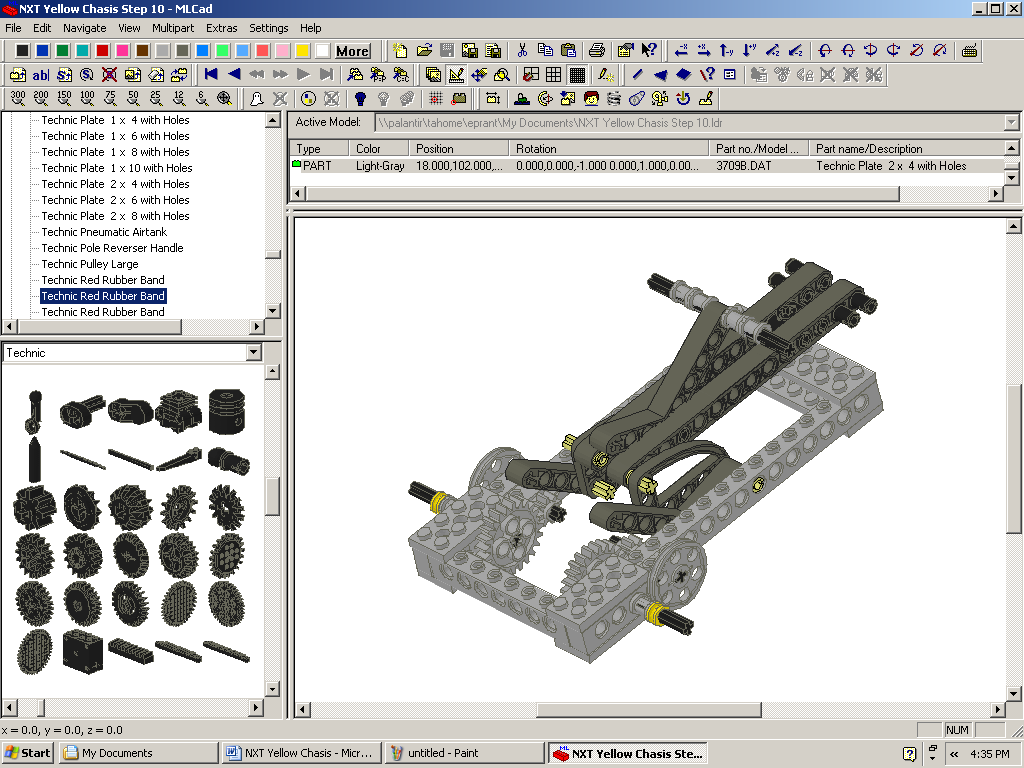 NXT Yellow Chasis Step 10 - MLCad
File Edit Navigate View Multipart Extras Settings Help
More
ab|
300 200 150 100 75 50 25 12 6
Technic Plate 1 x 4 with Holes
Technic Plate 1 x 6 with Holes
Technic Plate 1 x 8 with Holes
Technic Plate 1 x 10 with Holes
Technic Plate 2 x 4 with Holes
Technic Plate 2 x 6 with Holes
Technic Plate 2 x 8 with Holes
Technic Pneumatic Airtank
Technic Pole Reverser Handle
Technic Pulley Large
Technic Red Rubber Band
Technic Red Rubber Band
Technic Red Rubber Band
Technic
Active Model: \\palantir\tahome\eprant\My Documents\NXT Yellow Chasis Step 10.ldr
Type Color Position Rotation Part no./Model ... Part name/Description
PART Light-Gray 18.000,102.000,... 0.000,0.000,-1.000 0.000,1.000,0.00... 3709B.DAT Technic Plate 2 x 4 with Holes
x = 0.0, y = 0.0, z = 0.0
NUM
Start My Documents NXT Yellow Chasis - Micr... untitled - Paint NXT Yellow Chasis Ste... « 4:35 PM